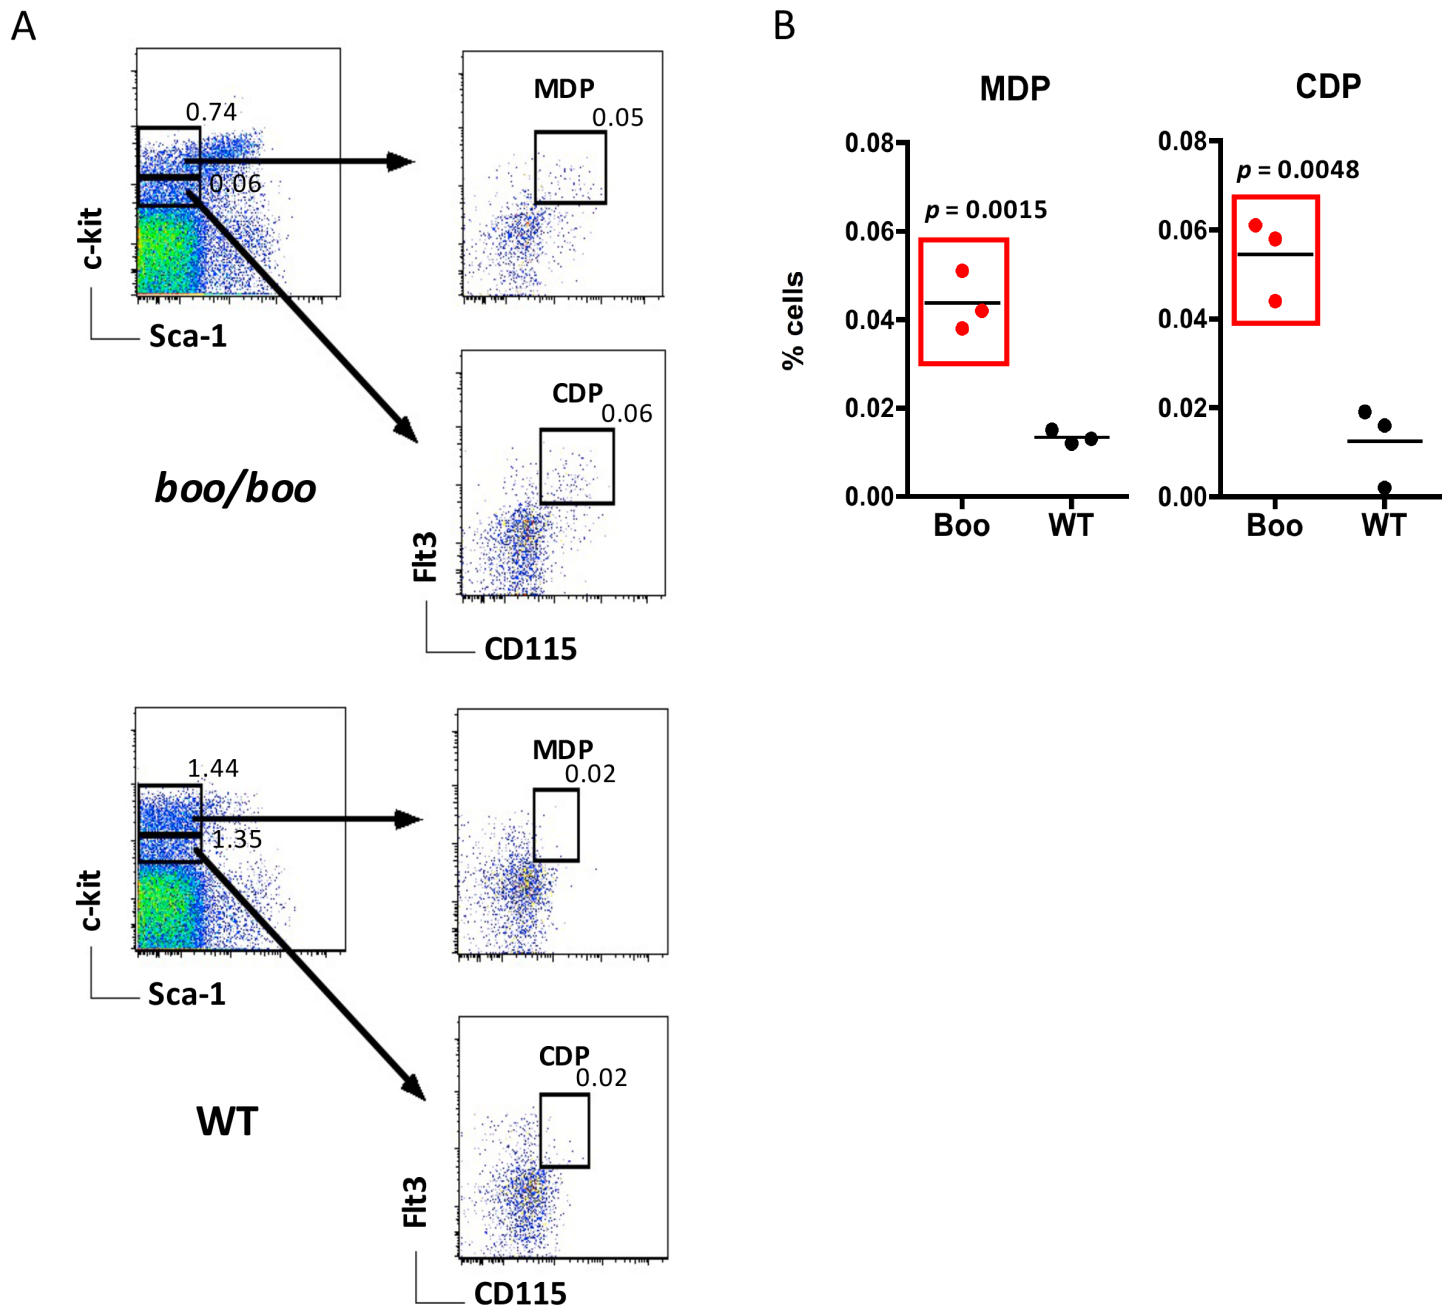 A
0.74
0.06
c-kit
Sca-1
MDP
0.05
CDP
0.06
boo/boo
Flt3
CD115
1.44
1.35
c-kit
Sca-1
MDP
0.02
CDP
0.02
WT
Flt3
CD115
B
MDP
% cells
0.08
0.06
0.04
0.02
0.00
p = 0.0015
Boo WT
CDP
0.08
0.06
0.04
0.02
0.00
p = 0.0048
Boo WT